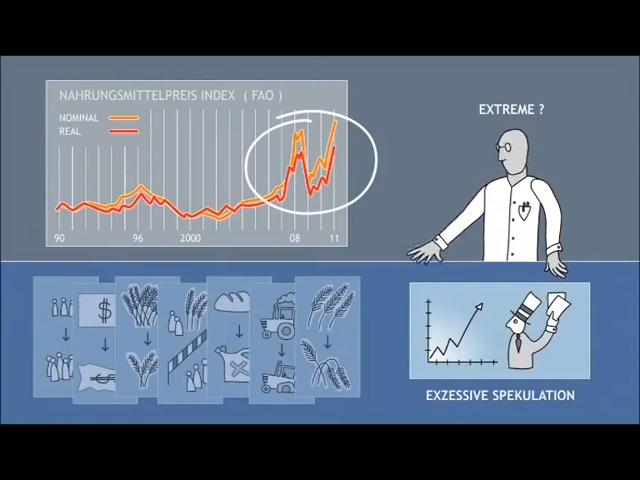 NAHRUNGSMITTELPREIS INDEX ( FAO )
NOMINAL
REAL
90 96 2000 08 11
EXTREME ?
$
EXZESSIVE SPEKULATION